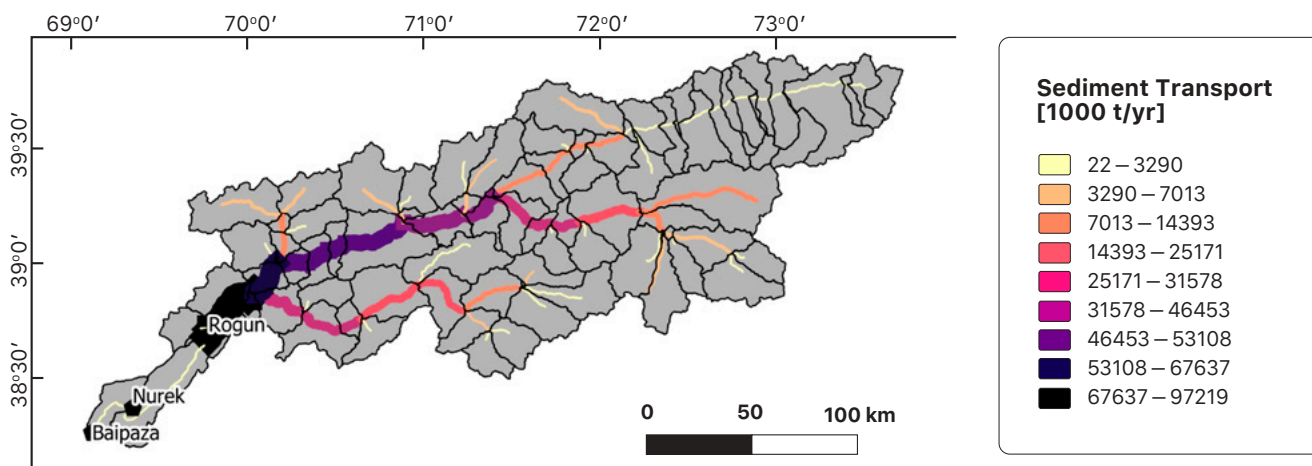 69°0′ 70°0′ 71°0′ 72°0′ 73°0′
39°30′
39°0′
38°30′
Rogun
Nurek
Baipaza
0 50 100 km
Sediment Transport
[1000 t/yr]
22 – 3290
3290 – 7013
7013 – 14393
14393 – 25171
25171 – 31578
31578 – 46453
46453 – 53108
53108 – 67637
67637 – 97219